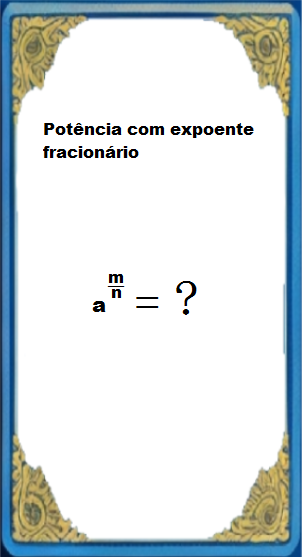 Potência com expoente
fracionário
a^(m/n) = ?